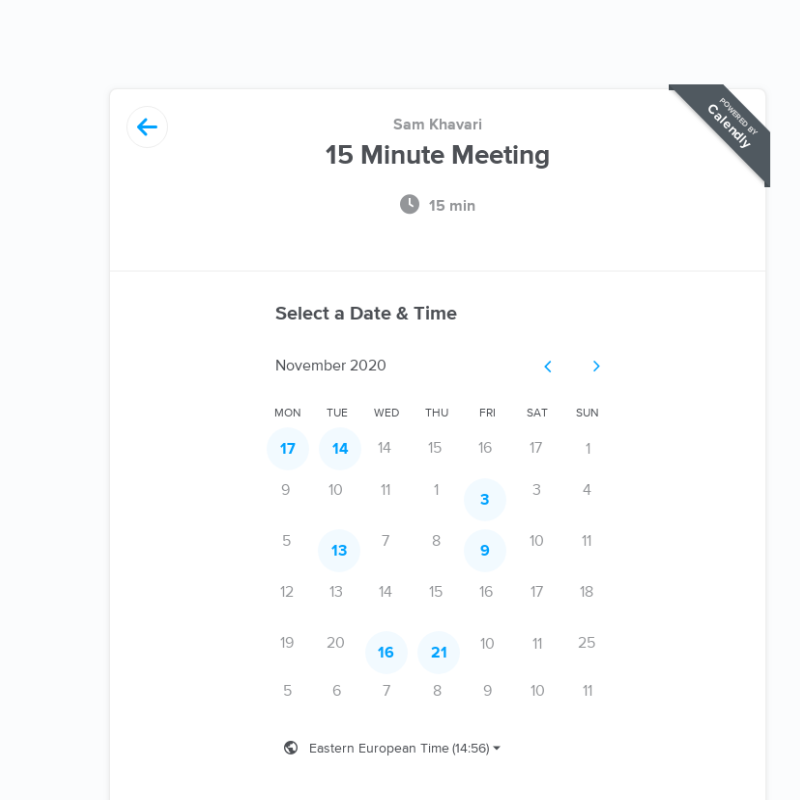 POWERED BY
Calendly
Sam Khavari
15 Minute Meeting
15 min
Select a Date & Time
November 2020
MON TUE WED THU FRI SAT SUN
17 14 14 15 16 17 1
9 10 11 1 3 3 4
5 13 7 8 9 10 11
12 13 14 15 16 17 18
19 20 16 21 10 11 25
5 6 7 8 9 10 11
Eastern European Time (14:56)